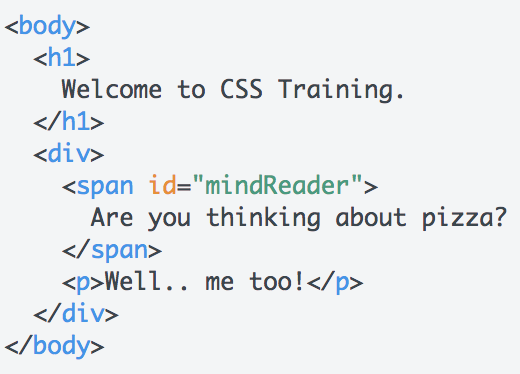 <body>
  <h1>
    Welcome to CSS Training.
  </h1>
  <div>
    <span id="mindReader">
      Are you thinking about pizza?
    </span>
    <p>Well.. me too!</p>
  </div>
</body>